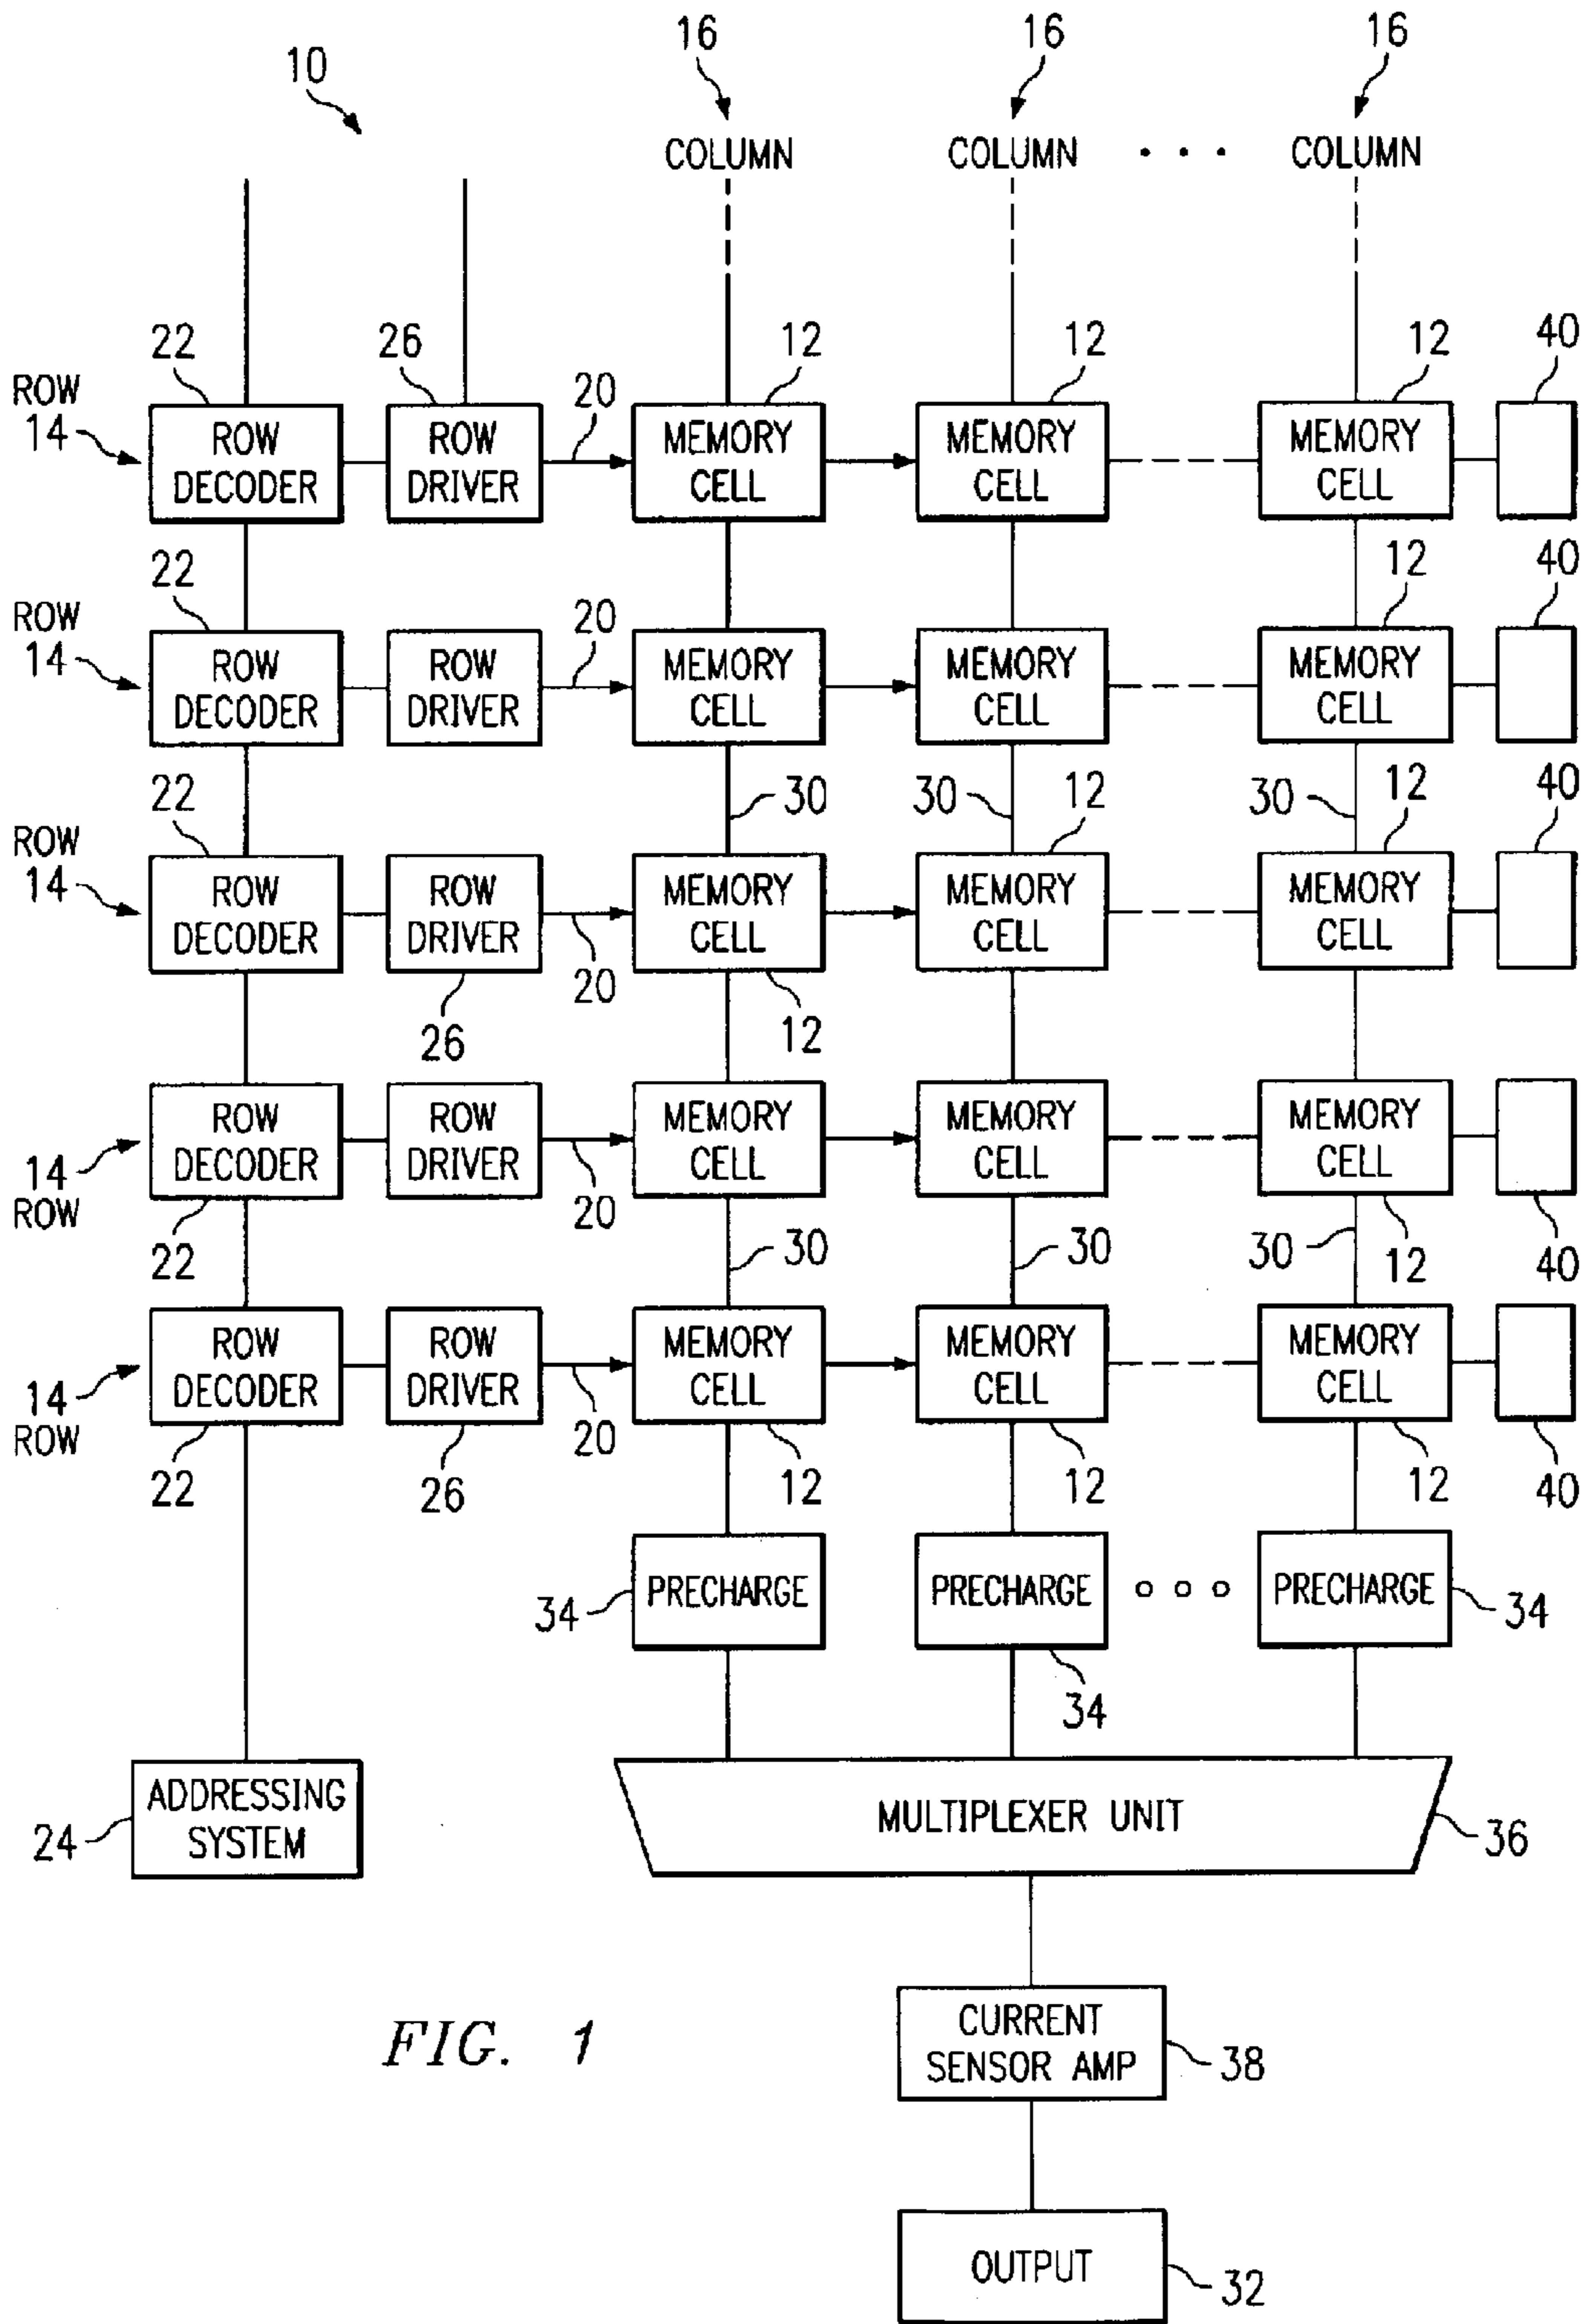 16 16 16
10
COLUMN COLUMN . . . COLUMN
22 26 12 12 12 40
ROW
14
20
ROW DECODER ROW DRIVER MEMORY CELL MEMORY CELL MEMORY CELL
22 12 40
ROW
14
20
ROW DECODER ROW DRIVER MEMORY CELL MEMORY CELL MEMORY CELL
22 30 30 12 30 12 40
ROW
14
ROW DECODER ROW DRIVER MEMORY CELL MEMORY CELL MEMORY CELL
20
26 12
ROW DECODER ROW DRIVER MEMORY CELL MEMORY CELL MEMORY CELL
14
ROW
20
22 30 30 30 12 40
ROW DECODER ROW DRIVER MEMORY CELL MEMORY CELL MEMORY CELL
14
ROW
20
22 26 12 12 12 40
PRECHARGE PRECHARGE ooo PRECHARGE
34 34 34
ADDRESSING SYSTEM
24
MULTIPLEXER UNIT
36
FIG. 1
CURRENT
SENSOR AMP
38
OUTPUT
32